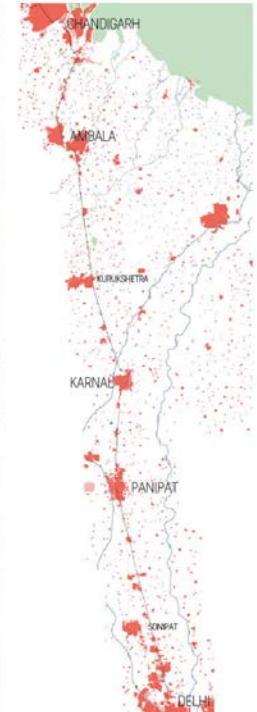 CHANDIGARH
AMBALA
KURUKSHETRA
KARNAL
PANIPAT
SONIPAT
DELHI